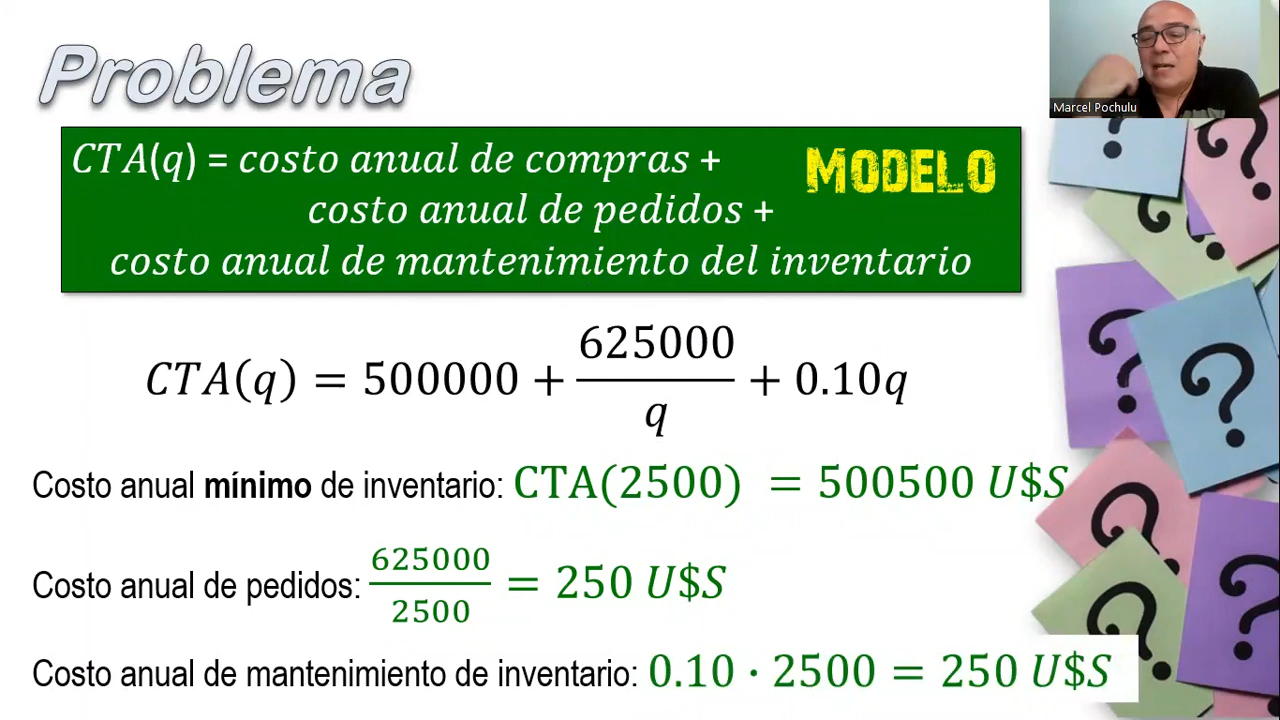 Problema
Marcel Pochulu
CTA(q) = costo anual de compras +
MODELO
costo anual de pedidos +
costo anual de mantenimiento del inventario
CTA(q) = 500000 + 625000/q + 0.10q
Costo anual mínimo de inventario: CTA(2500) = 500500 U$S
Costo anual de pedidos: 625000/2500 = 250 U$S
Costo anual de mantenimiento de inventario: 0.10 · 2500 = 250 U$S
? ? ? ? ? ? ? ?